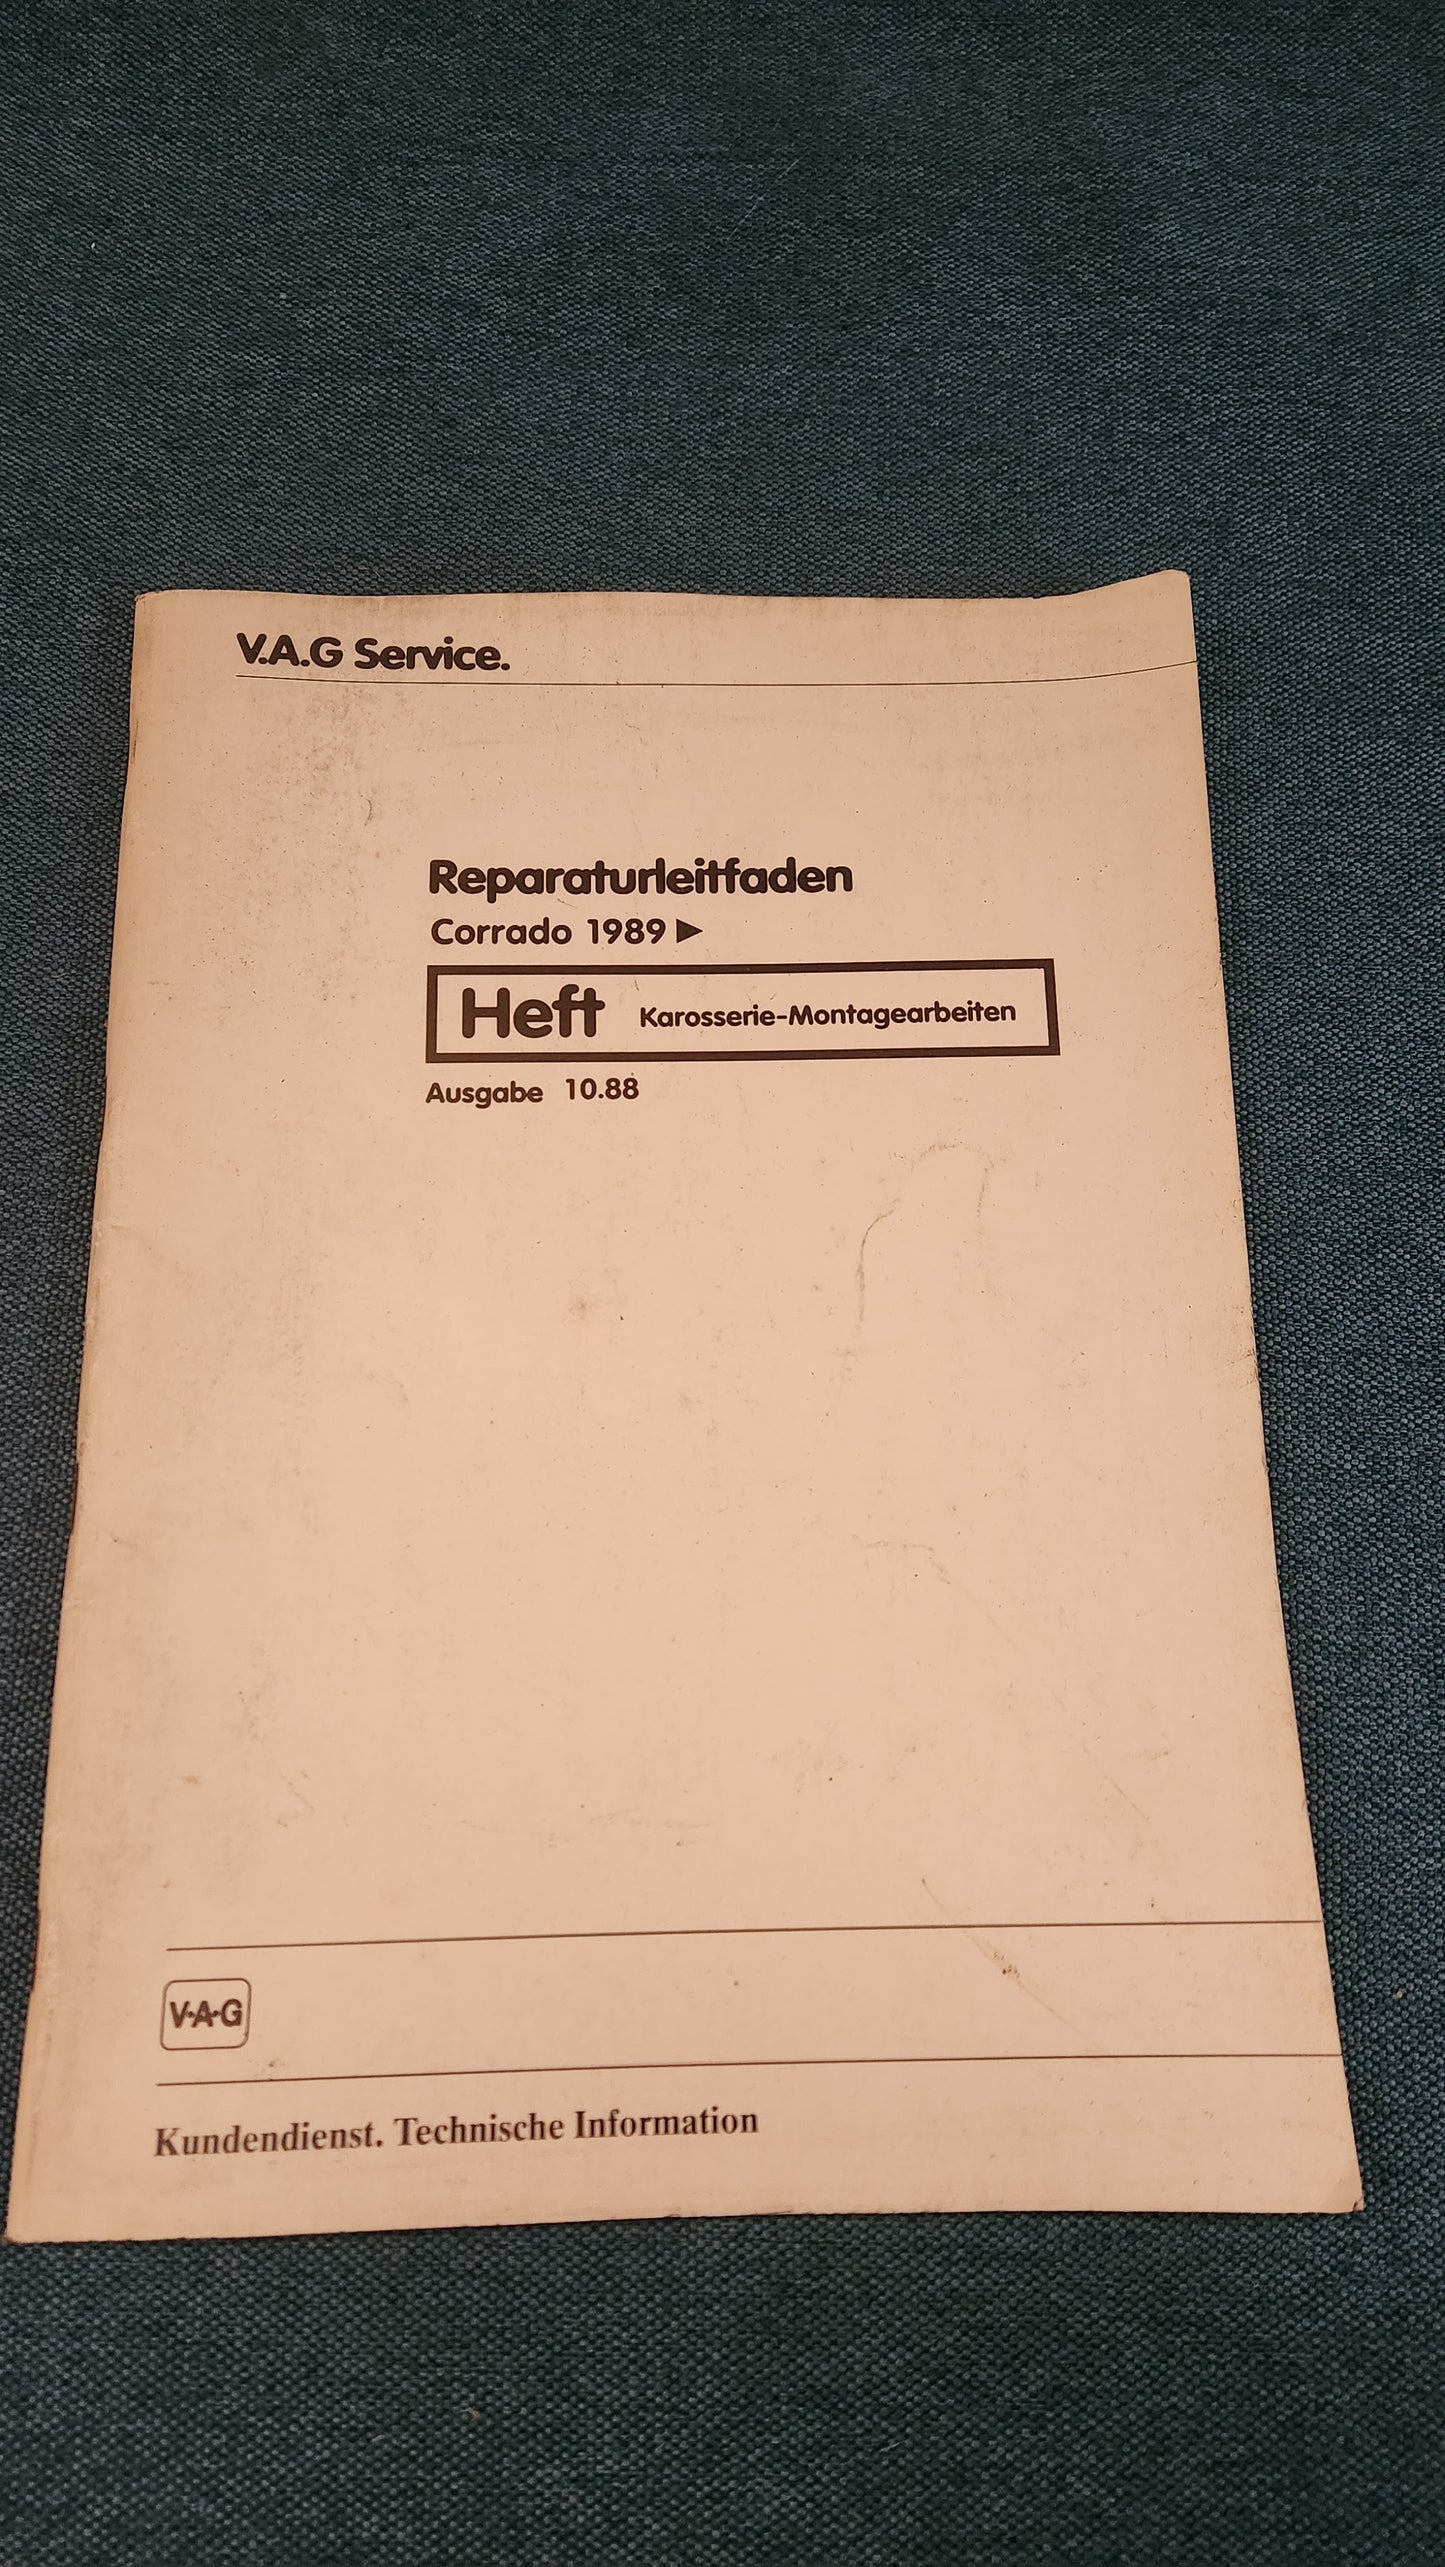 V.A.G Service.
Reparaturleitfaden
Corrado 1989 ▶
Heft Karosserie-Montagearbeiten
Ausgabe 10.88
V·A·G
Kundendienst. Technische Information